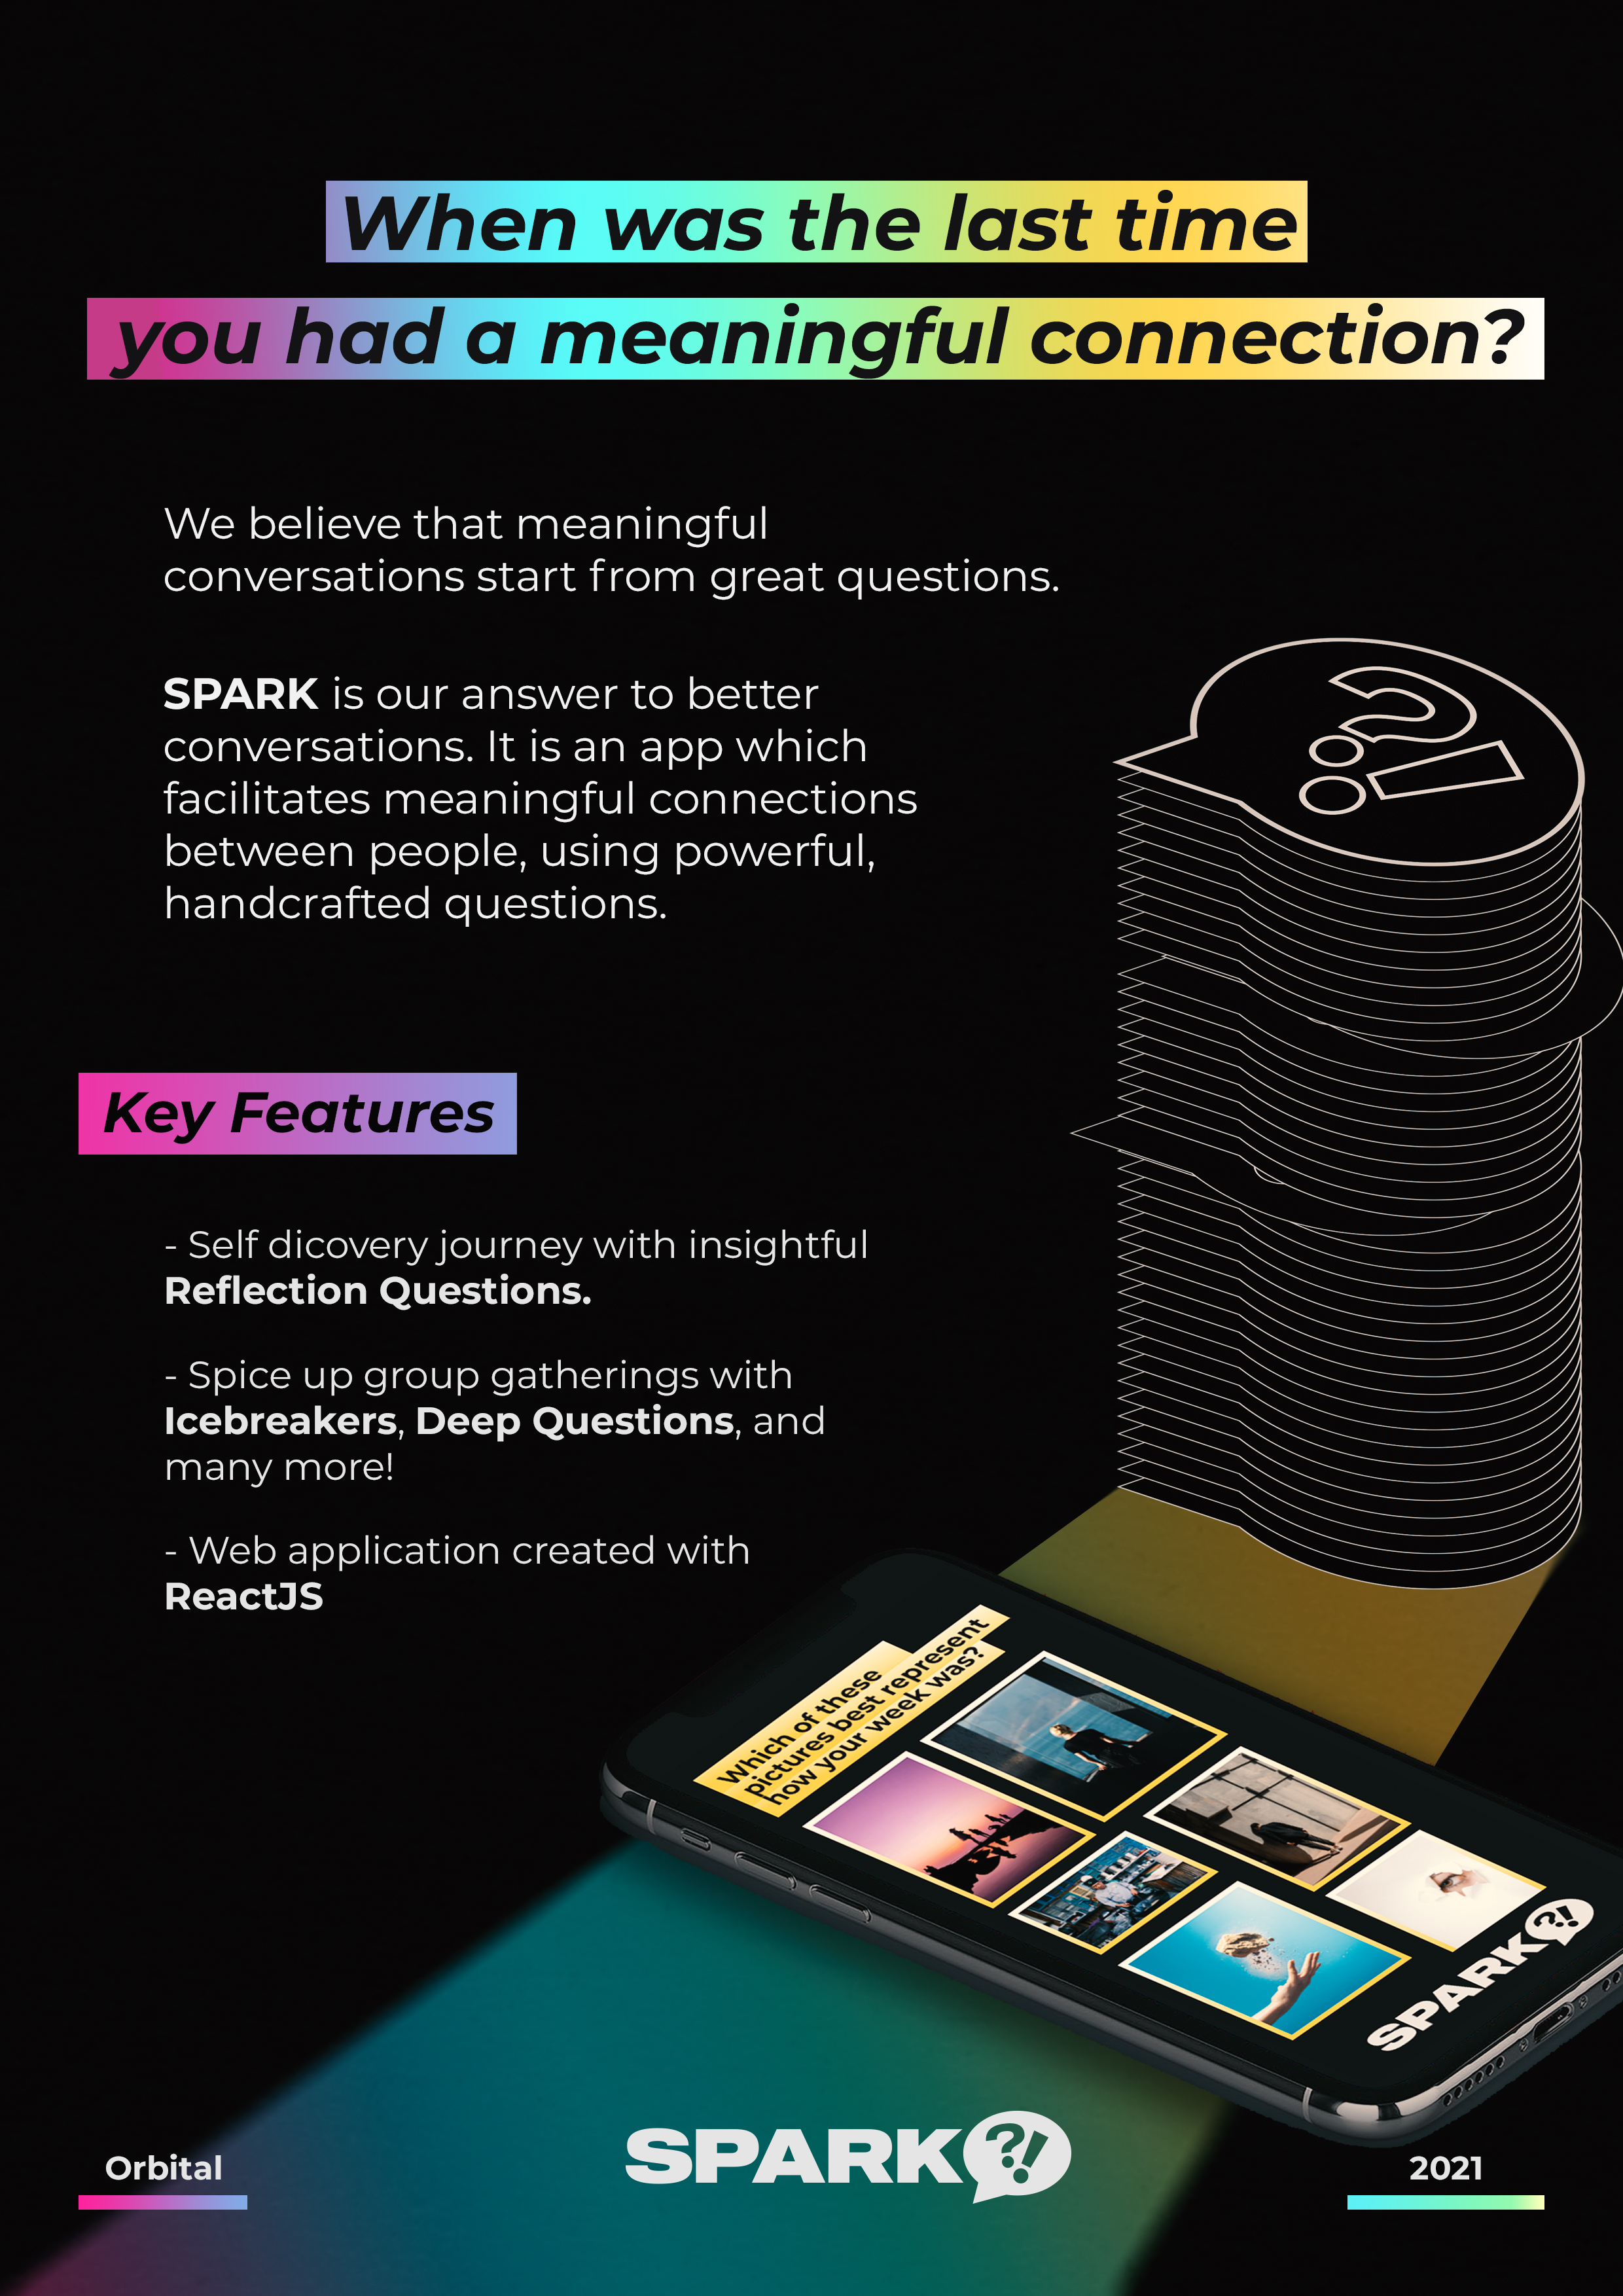 When was the last time
you had a meaningful connection?
We believe that meaningful
conversations start from great questions.
SPARK is our answer to better
conversations. It is an app which
facilitates meaningful connections
between people, using powerful,
handcrafted questions.
?!
Key Features
- Self dicovery journey with insightful
Reflection Questions.
- Spice up group gatherings with
Icebreakers, Deep Questions, and
many more!
- Web application created with
ReactJS
Which of these
pictures best represent
how your week was?
SPARK?!
Orbital
SPARK?!
2021